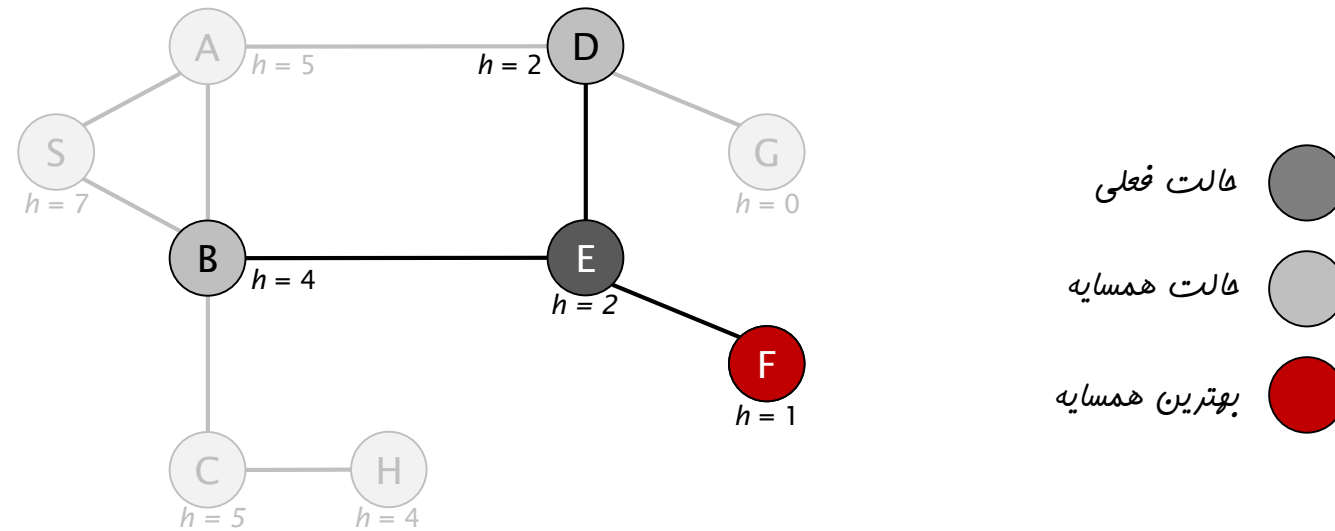 A
h = 5
D
h = 2
S
h = 7
G
h = 0
B
h = 4
E
h = 2
F
h = 1
C
h = 5
H
h = 4
حالت فعلی
حالت همسایه
بهترین همسایه